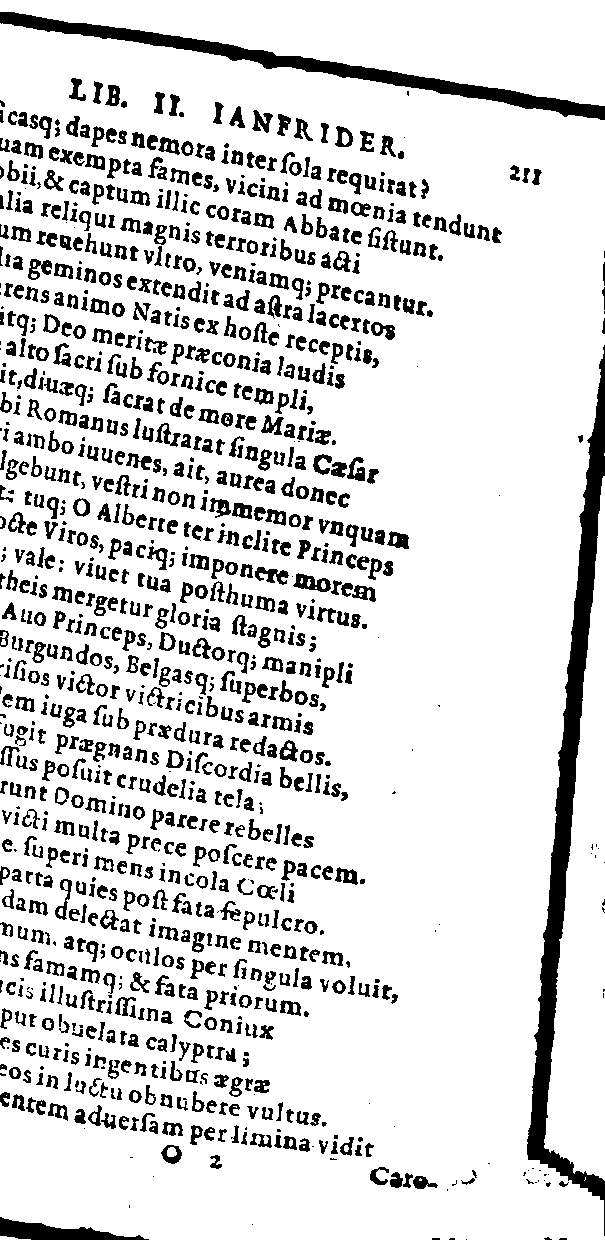 LIB. II. IANFRIDER. 211
casq; dapes nemora inter ſola requirat?
uam exempta fames, vicini ad mœnia tendunt
obii, & captum illic coram Abbate ſiſtunt.
alia reliqui magnis terroribus acti
um reuehunt vltro, veniamq; precantur.
lia geminos extendit ad aſtra lacertos
rens animo Natis ex hoſte receptis,
itq; Deo meritæ præconia laudis
alto ſacri ſub fornice templi,
it, diuæq; ſacrat de more Mariæ.
bi Romanus luſtrarat ſingula Cæſar
i ambo iuuenes, ait, aurea donec
lgebunt, veſtri non immemor vnquam
t: tuq; O Alberte ter inclite Princeps
octe Viros, paciq; imponere morem
; vale: viuet tua poſthuma virtus.
theis mergetur gloria ſtagnis;
Auo Princeps, Ductorq; manipli
Burgundos, Belgasq; ſuperbos,
riſios victor victricibus armis
dem iuga ſub prædura redactos.
fugit prægnans Diſcordia bellis,
ſſus poſuit crudelia tela;
runt Domino parere rebelles
victi multa prece poſcere pacem.
e. ſuperi mens incola Cœli
parta quies poſt fata ſepulcro.
dam delectat imagine mentem,
mum. atq; oculos per ſingula voluit,
ns famamq; & fata priorum.
ucis illuſtriſſima Coniux
put obuelata calyptra;
es curis ingentibus ægræ
eos in luctu obnubere vultus.
entem aduerſam per limina vidit
O 2 Caro-